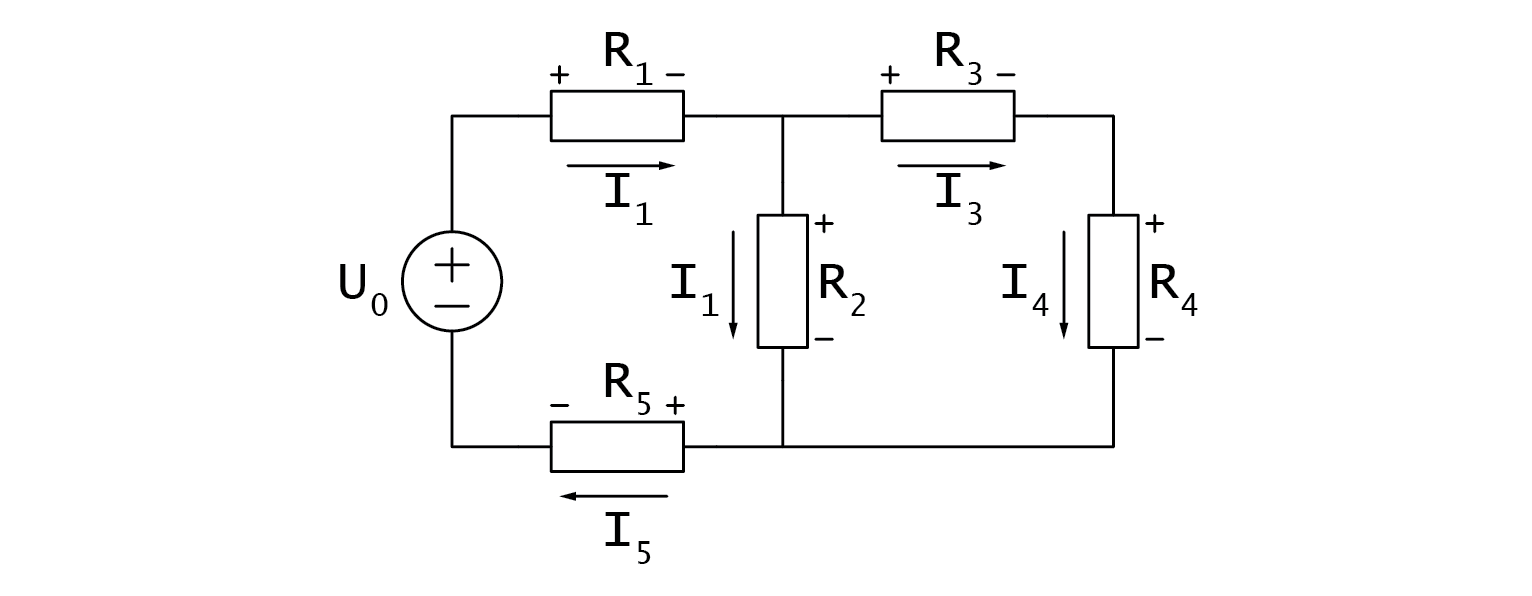 R1 R3
+ − + −
I1 I3
+ +
U0 + − I1 R2 I4 R4
− −
R5
− +
I5